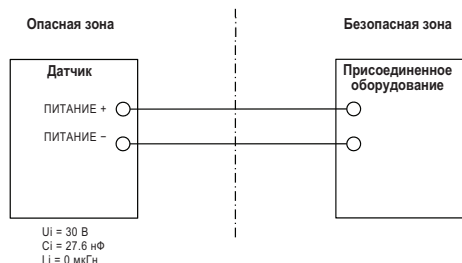 Опасная зона
Безопасная зона
Датчик
Присоединенное
оборудование
ПИТАНИЕ +
ПИТАНИЕ −
Ui = 30 В
Ci = 27.6 нФ
Li = 0 мкГн